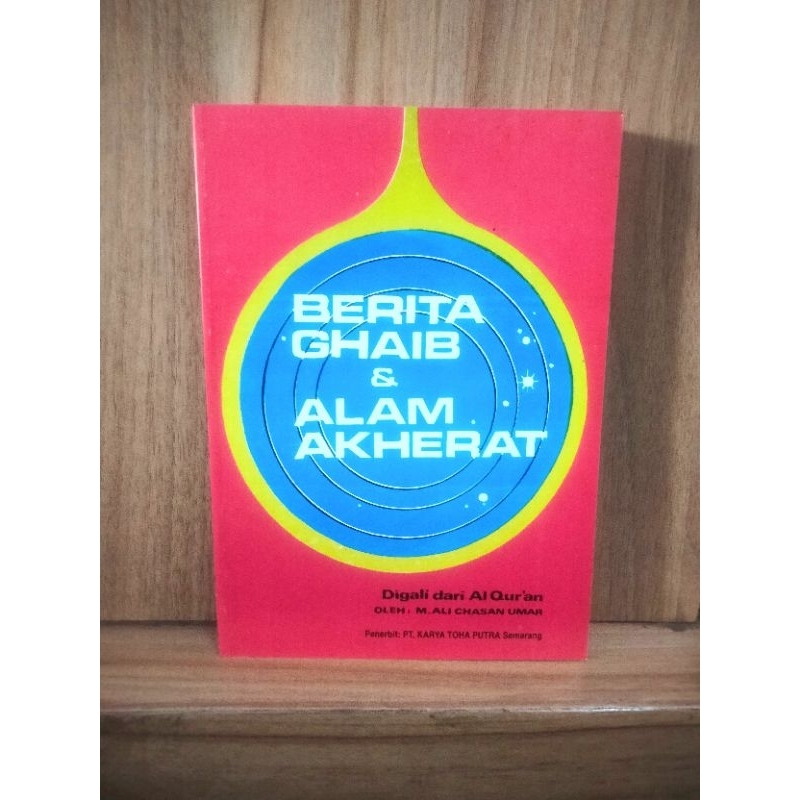 BERITA
GHAIB
&
ALAM
AKHERAT
Digali dari Al Qur'an
OLEH: M. ALI CHASAN UMAR
Penerbit: PT. KARYA TOHA PUTRA Semarang